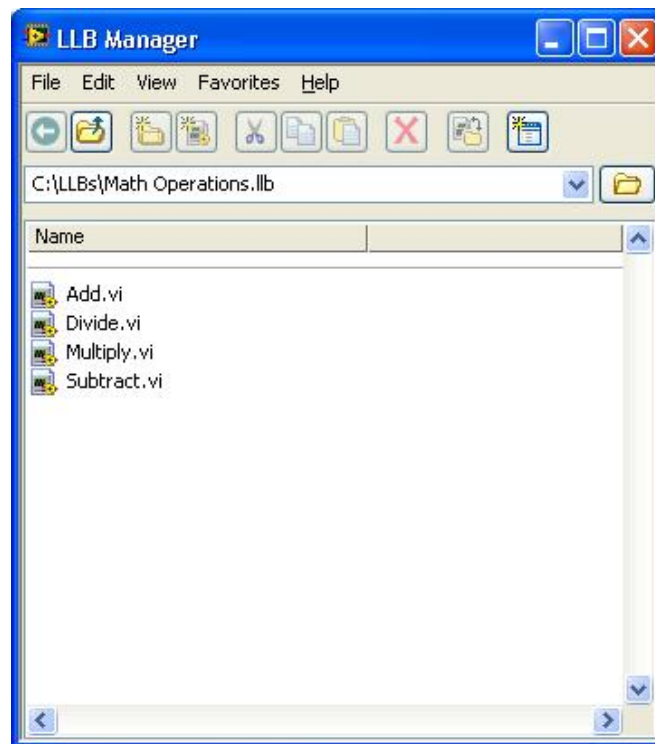 LLB Manager
File Edit View Favorites Help
C:\LLBs\Math Operations.llb
Name
Add.vi
Divide.vi
Multiply.vi
Subtract.vi